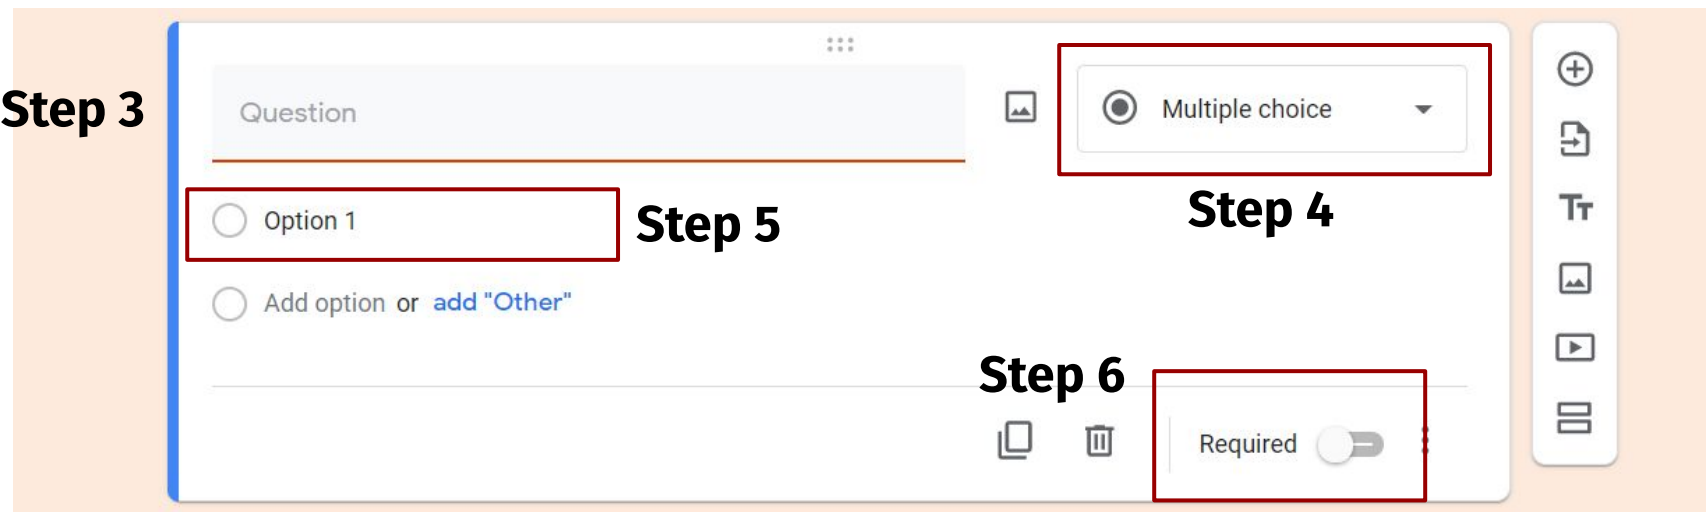 Step 3
Question
Multiple choice
Step 4
Option 1
Step 5
Add option or add "Other"
Step 6
Required
Tт